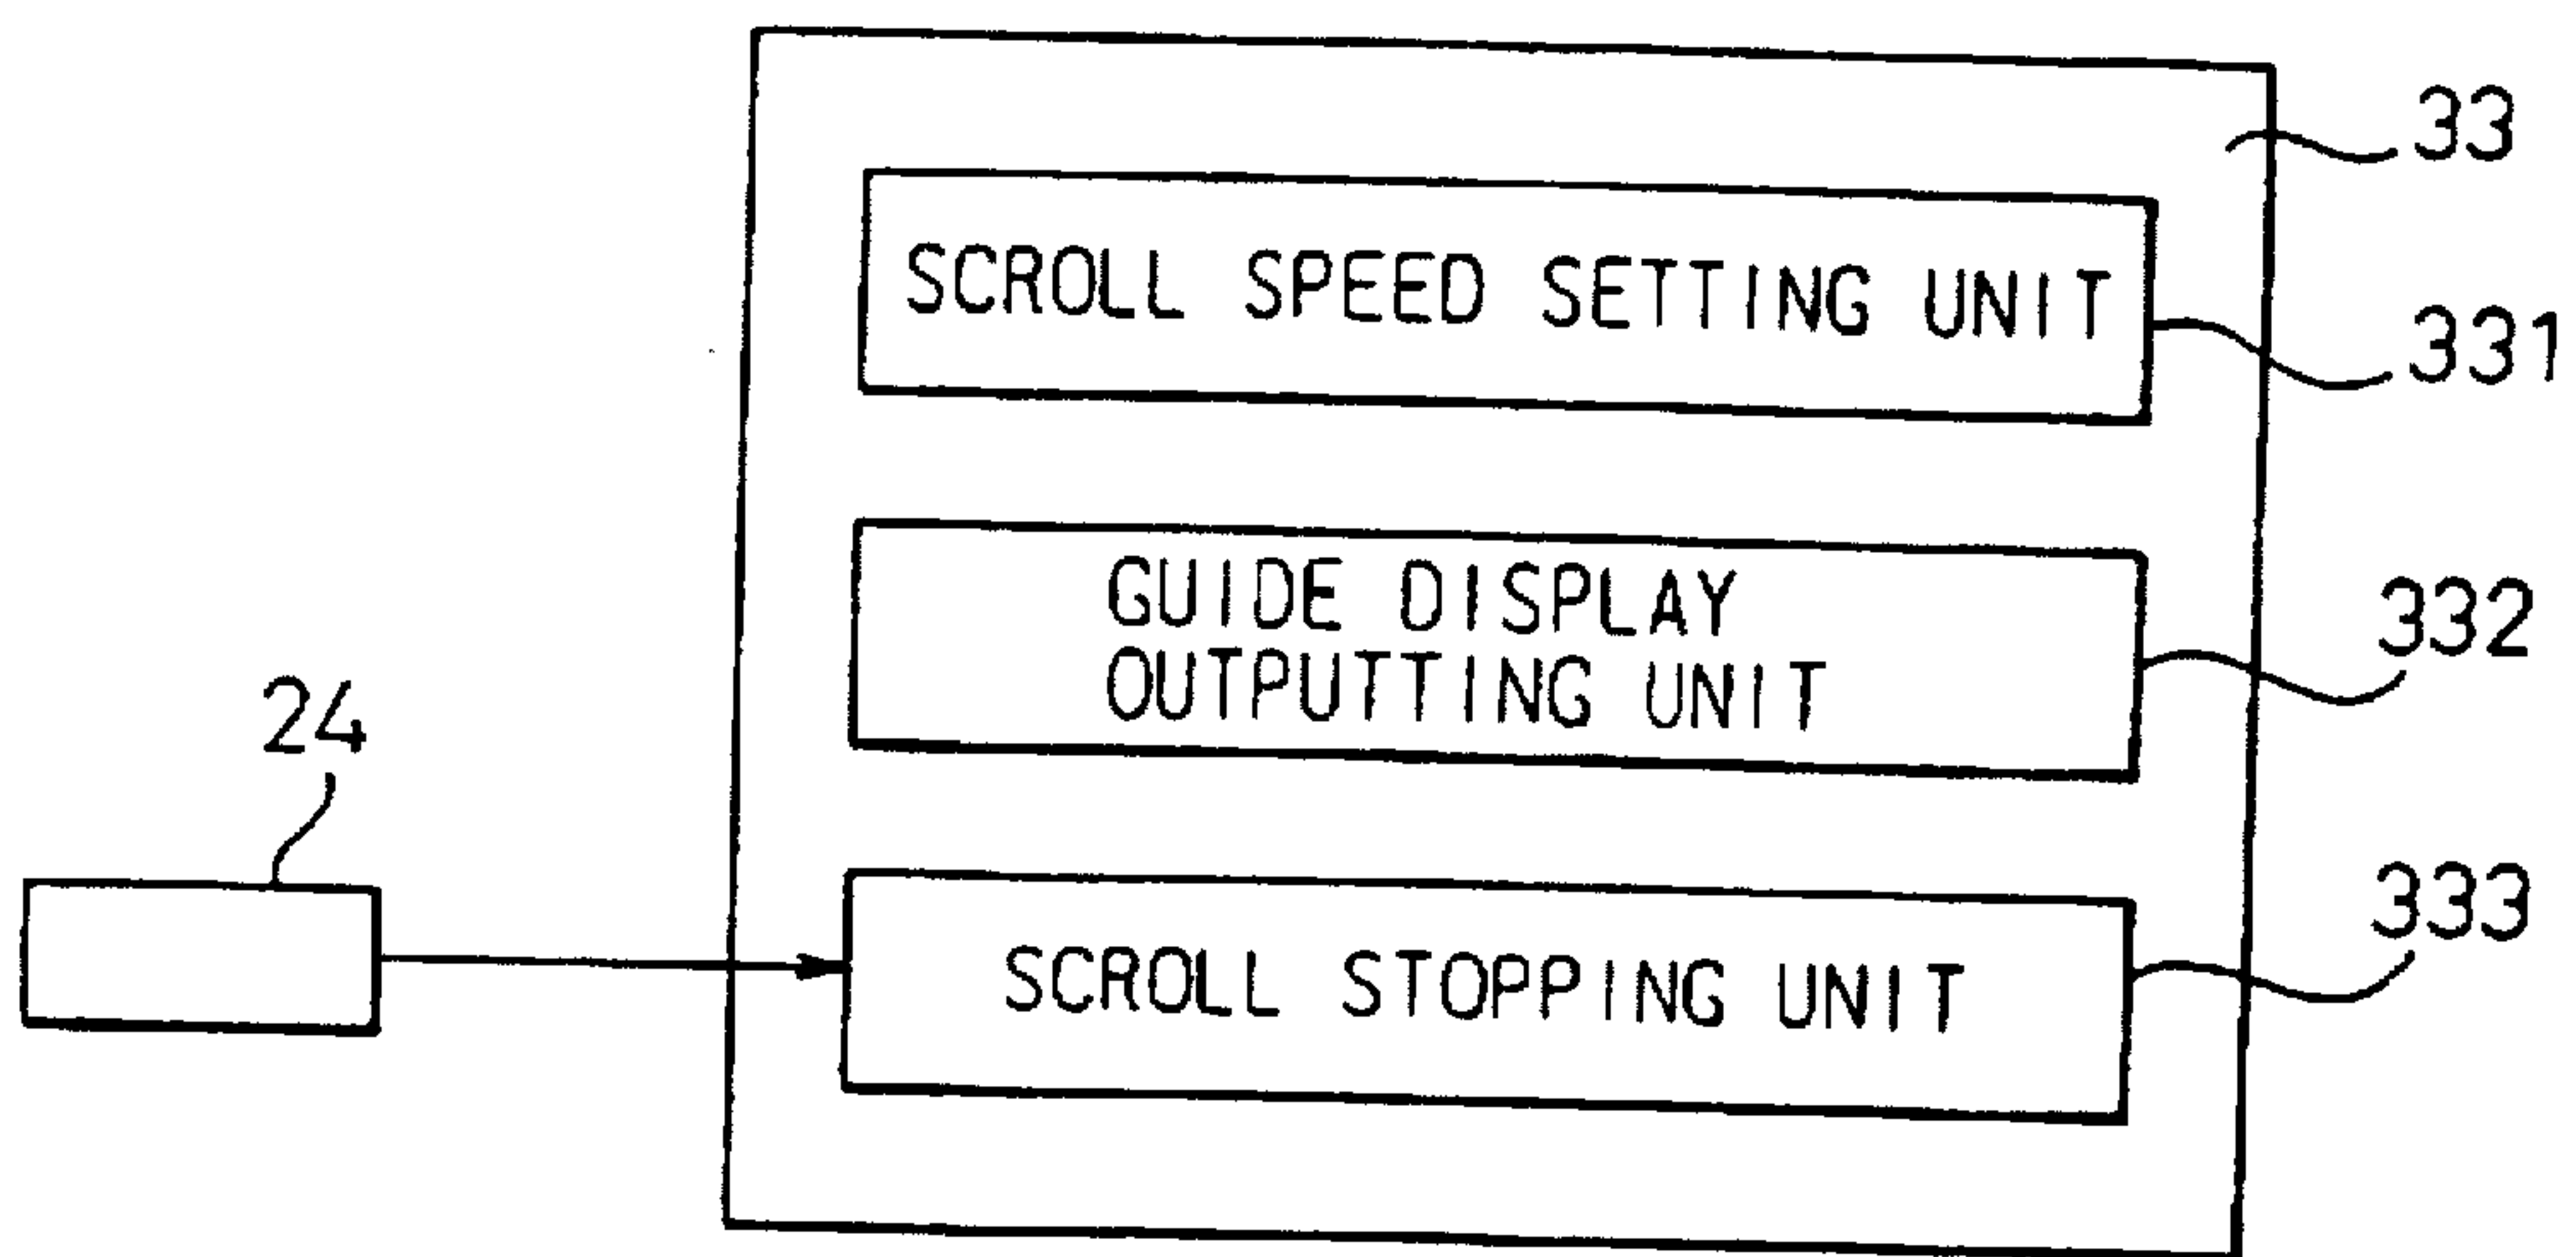 33
SCROLL SPEED SETTING UNIT
331
GUIDE DISPLAY
OUTPUTTING UNIT
332
24
SCROLL STOPPING UNIT
333